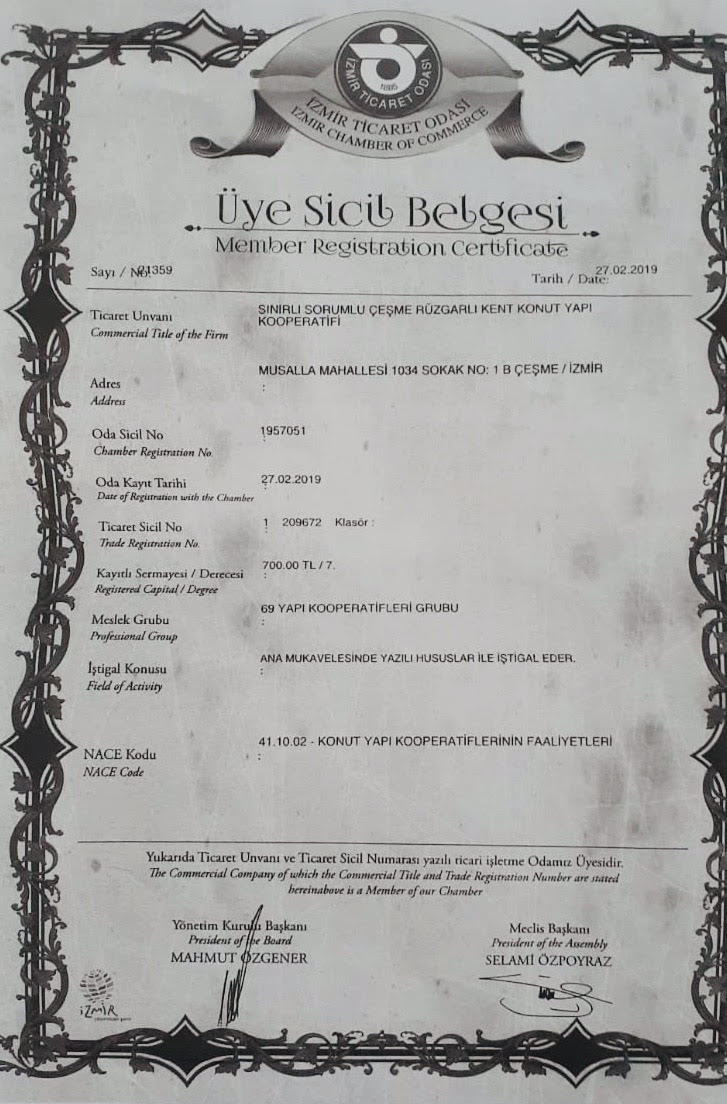 İZMİR TİCARET ODASI
1885
İZMİR TİCARET ODASI
IZMIR CHAMBER OF COMMERCE
Üye Sicil Belgesi
Member Registration Certificate
Sayı / No: 21359
27.02.2019
Tarih / Date:
Ticaret Unvanı
Commercial Title of the Firm
SINIRLI SORUMLU ÇEŞME RÜZGARLI KENT KONUT YAPI
KOOPERATİFİ
MUSALLA MAHALLESİ 1034 SOKAK NO: 1 B ÇEŞME / İZMİR
Adres :
Address
Oda Sicil No : 1957051
Chamber Registration No.
Oda Kayıt Tarihi : 27.02.2019
Date of Registration with the Chamber
Ticaret Sicil No : 1 209672 Klasör :
Trade Registration No.
Kayıtlı Sermayesi / Derecesi : 700.00 TL / 7.
Registered Capital / Degree
69 YAPI KOOPERATİFLERİ GRUBU
Meslek Grubu :
Professional Group
ANA MUKAVELESİNDE YAZILI HUSUSLAR İLE İŞTİGAL EDER.
İştigal Konusu :
Field of Activity
41.10.02 - KONUT YAPI KOOPERATİFLERİNİN FAALİYETLERİ
NACE Kodu :
NACE Code
Yukarıda Ticaret Unvanı ve Ticaret Sicil Numarası yazılı ticari işletme Odamız Üyesidir.
The Commercial Company of which the Commercial Title and Trade Registration Number are stated
hereinabove is a Member of our Chamber
Yönetim Kurulu Başkanı
President of the Board
MAHMUT ÖZGENER
Meclis Başkanı
President of the Assembly
SELAMİ ÖZPOYRAZ
İZMİR